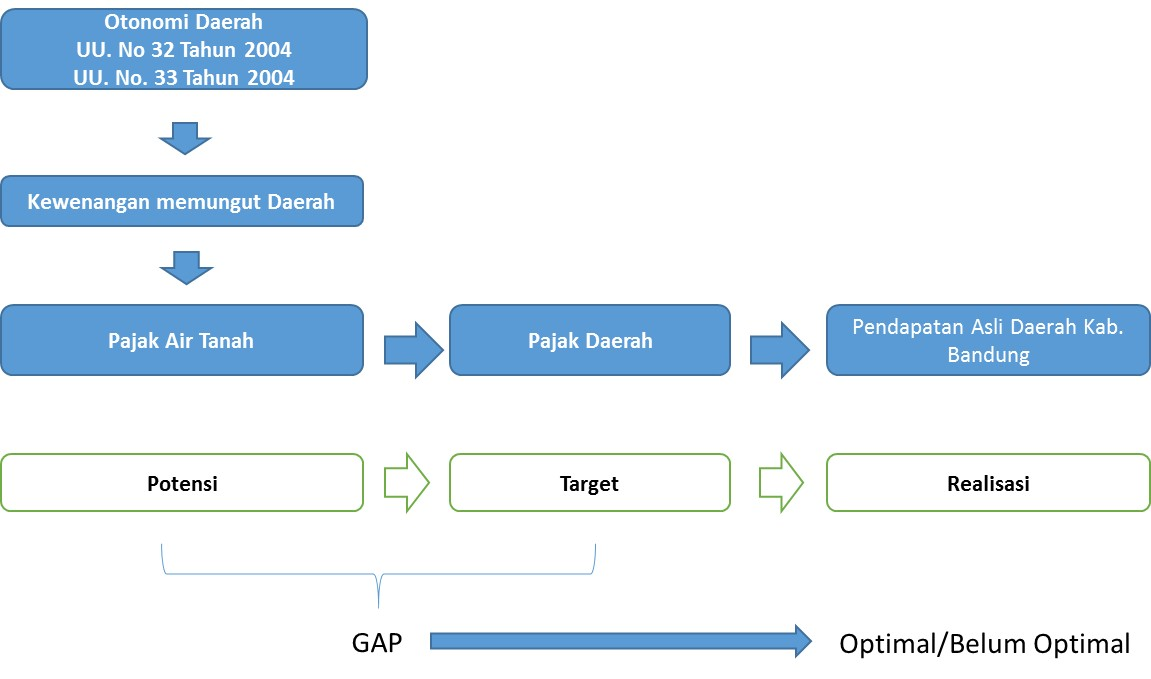 Otonomi Daerah
UU. No 32 Tahun 2004
UU. No. 33 Tahun 2004
Kewenangan memungut Daerah
Pajak Air Tanah
Pajak Daerah
Pendapatan Asli Daerah Kab.
Bandung
Potensi
Target
Realisasi
GAP
Optimal/Belum Optimal